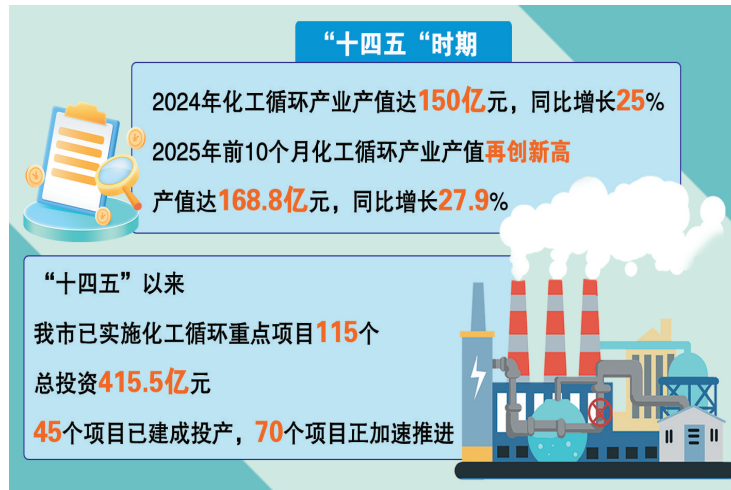 “十四五“时期
2024年化工循环产业产值达150亿元，同比增长25%
2025年前10个月化工循环产业产值再创新高
产值达168.8亿元，同比增长27.9%
“十四五”以来
我市已实施化工循环重点项目115个
总投资415.5亿元
45个项目已建成投产，70个项目正加速推进